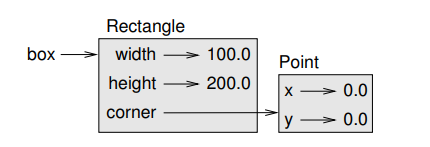 Rectangle
box
width 100.0
height 200.0
corner
Point
x 0.0
y 0.0